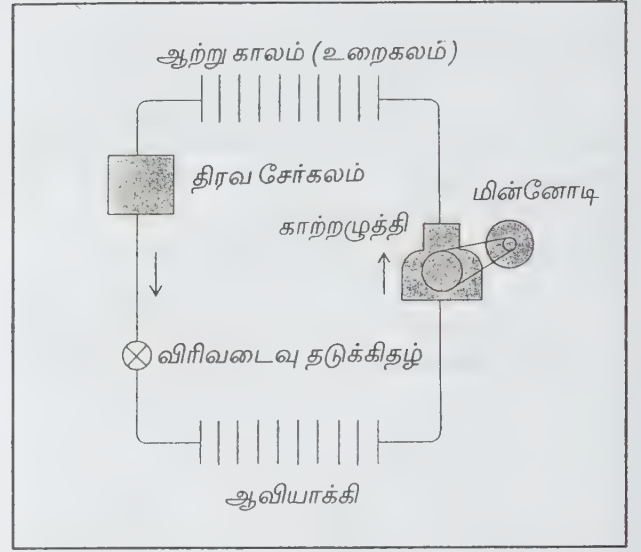 ஆற்று காலம் (உறைகலம்)
திரவ சேர்கலம்
மின்னோடி
காற்றழுத்தி
விரிவடைவு தடுக்கிதழ்
ஆவியாக்கி